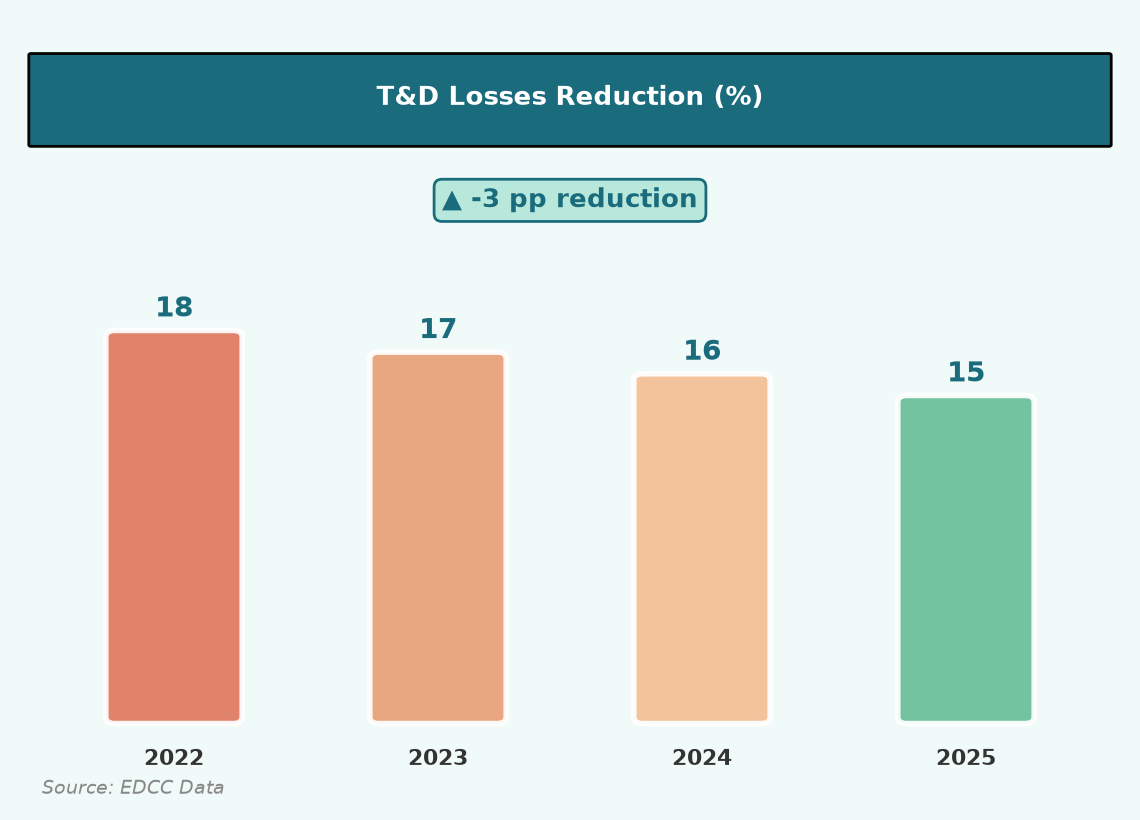 T&D Losses Reduction (%)
▲ -3 pp reduction
18
17
16
15
2022 2023 2024 2025
Source: EDCC Data